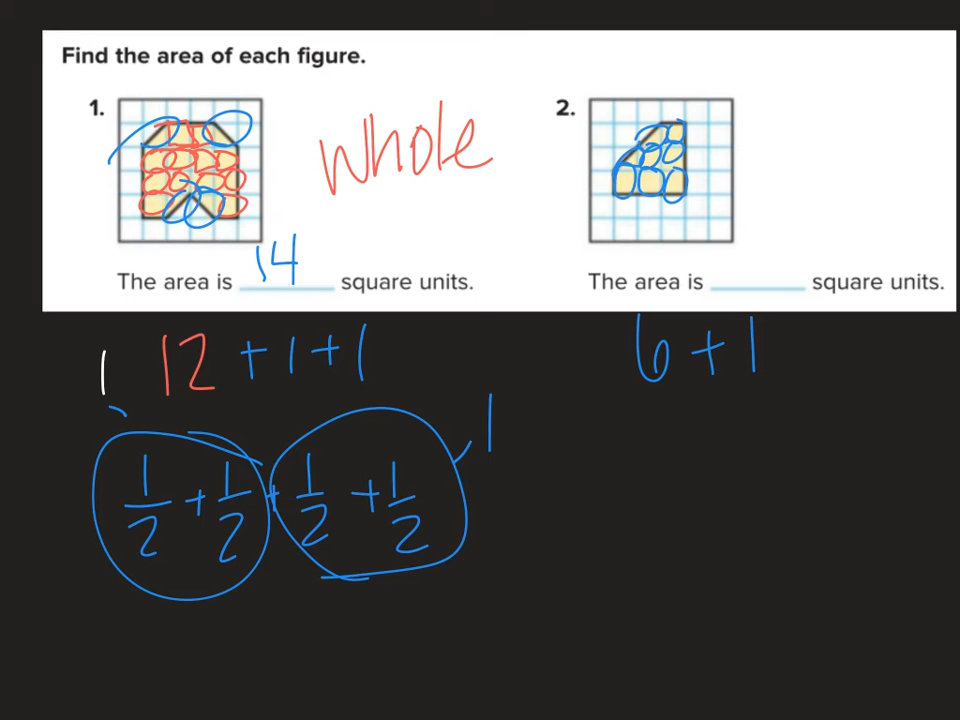 Find the area of each figure.
1.
whole
2.
The area is 14 square units.
The area is ______ square units.
1 12 + 1 + 1
6 + 1
1
1/2 + 1/2 + 1/2 + 1/2